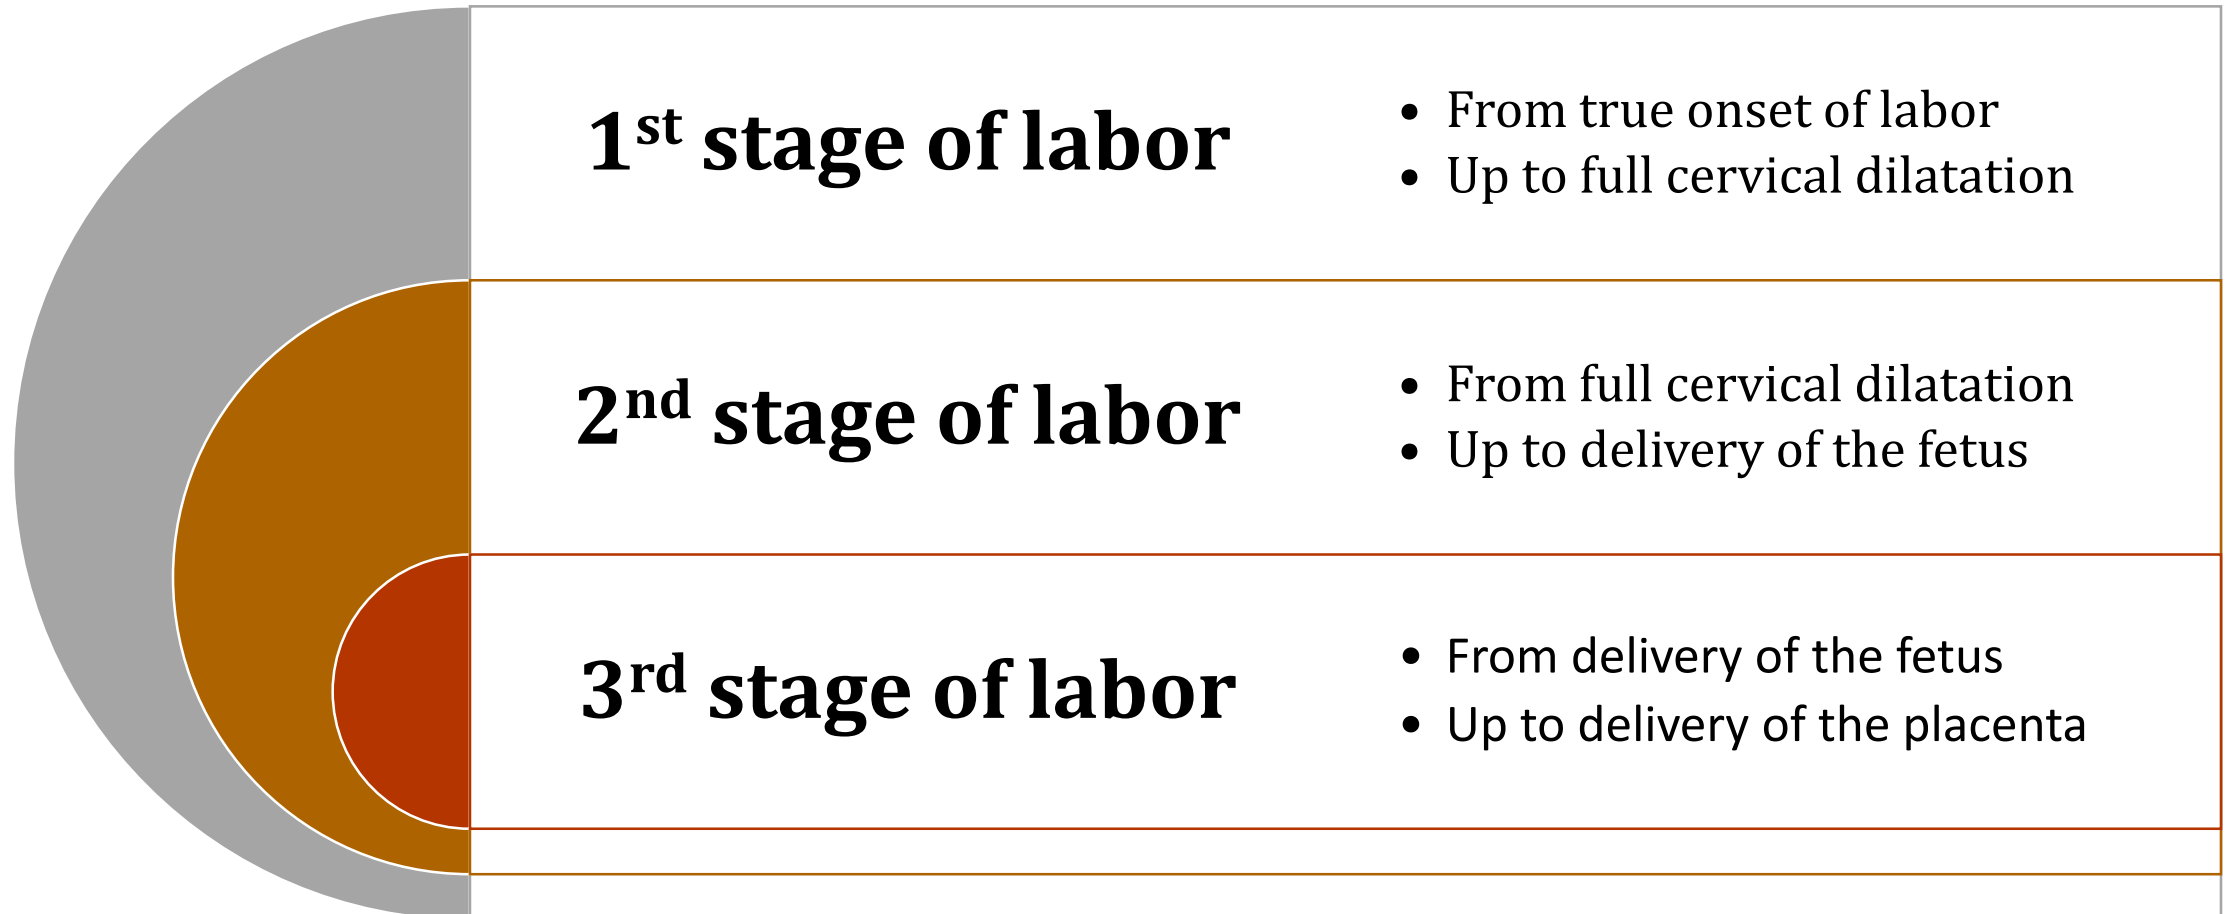 1st stage of labor
• From true onset of labor
• Up to full cervical dilatation
2nd stage of labor
• From full cervical dilatation
• Up to delivery of the fetus
3rd stage of labor
• From delivery of the fetus
• Up to delivery of the placenta